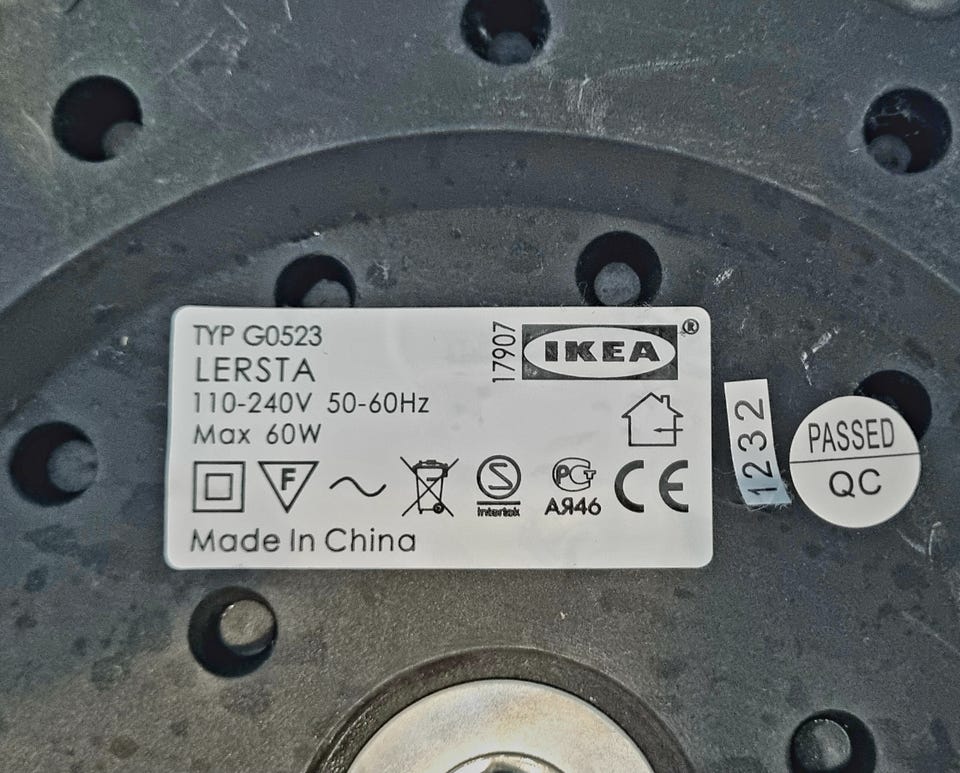 TYP G0523
LERSTA
110-240V 50-60Hz
Max 60W
17907
IKEA®
F
S
Intertek
PCT
АЯ46
CE
Made In China
1232
PASSED
QC